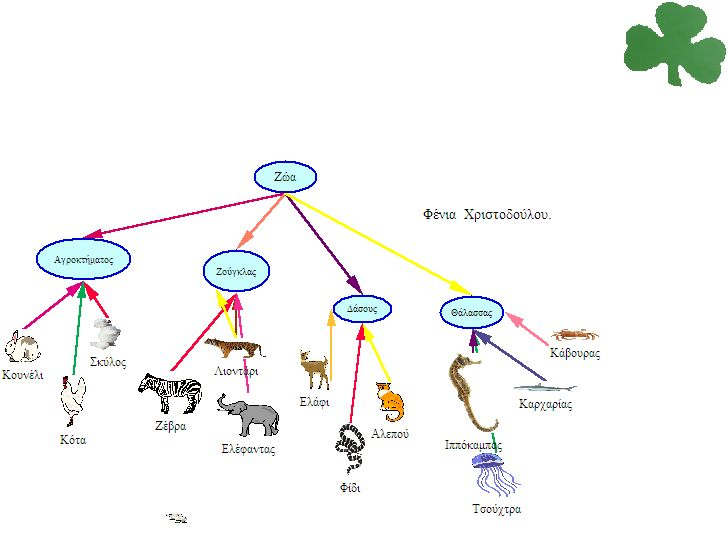 Ζώα
Φένια Χριστοδούλου.
Αγροκτήματος
Ζούγκλας
Δάσους
Θάλασσας
Κουνέλι
Σκύλος
Κότα
Ζέβρα
Λιοντάρι
Ελέφαντας
Ελάφι
Αλεπού
Φίδι
Κάβουρας
Καρχαρίας
Ιππόκαμπος
Τσούχτρα